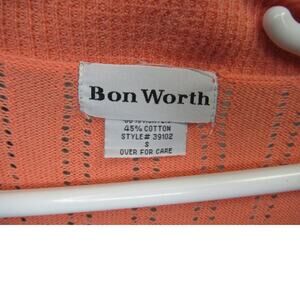 Bon Worth
45% COTTON
STYLE# 39102
S
OVER FOR CARE